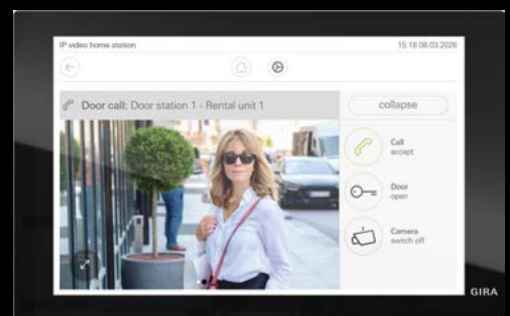 IP video home station
15:18 08.03.2026
Door call: Door station 1 - Rental unit 1
collapse
Call
accept
Door
open
Camera
switch off
GIRA